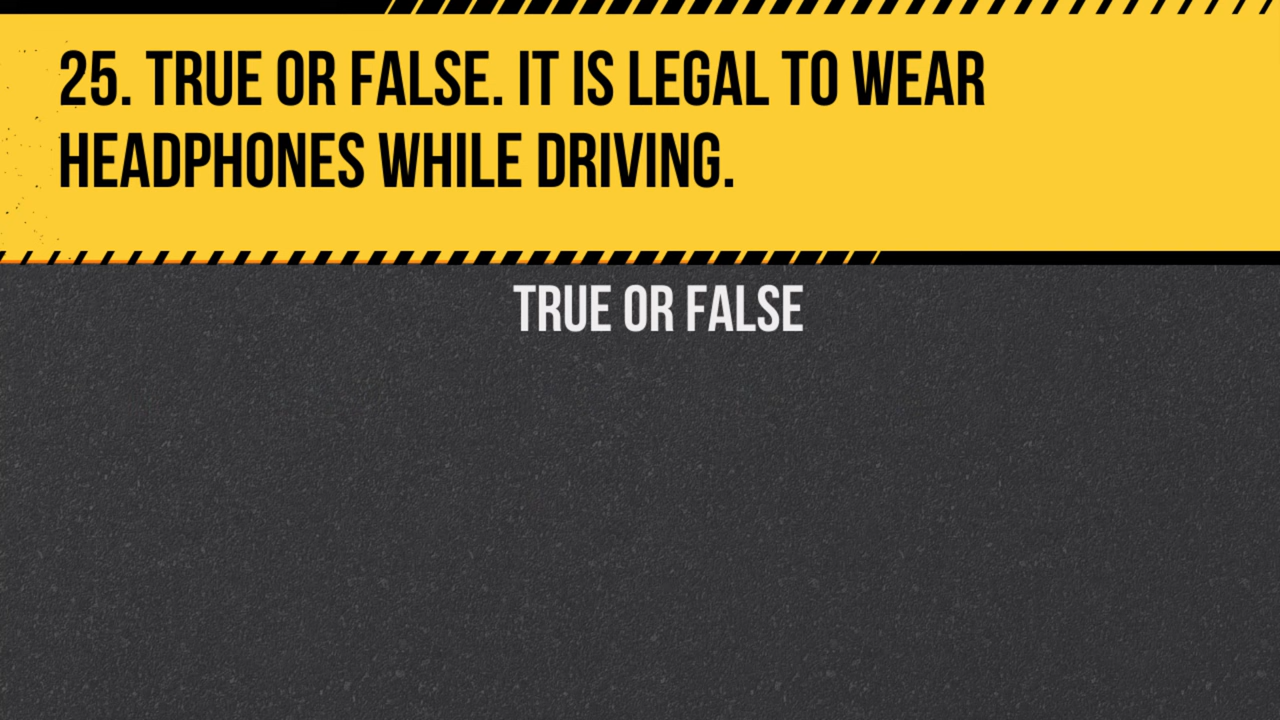 25. TRUE OR FALSE. IT IS LEGAL TO WEAR
HEADPHONES WHILE DRIVING.
TRUE OR FALSE